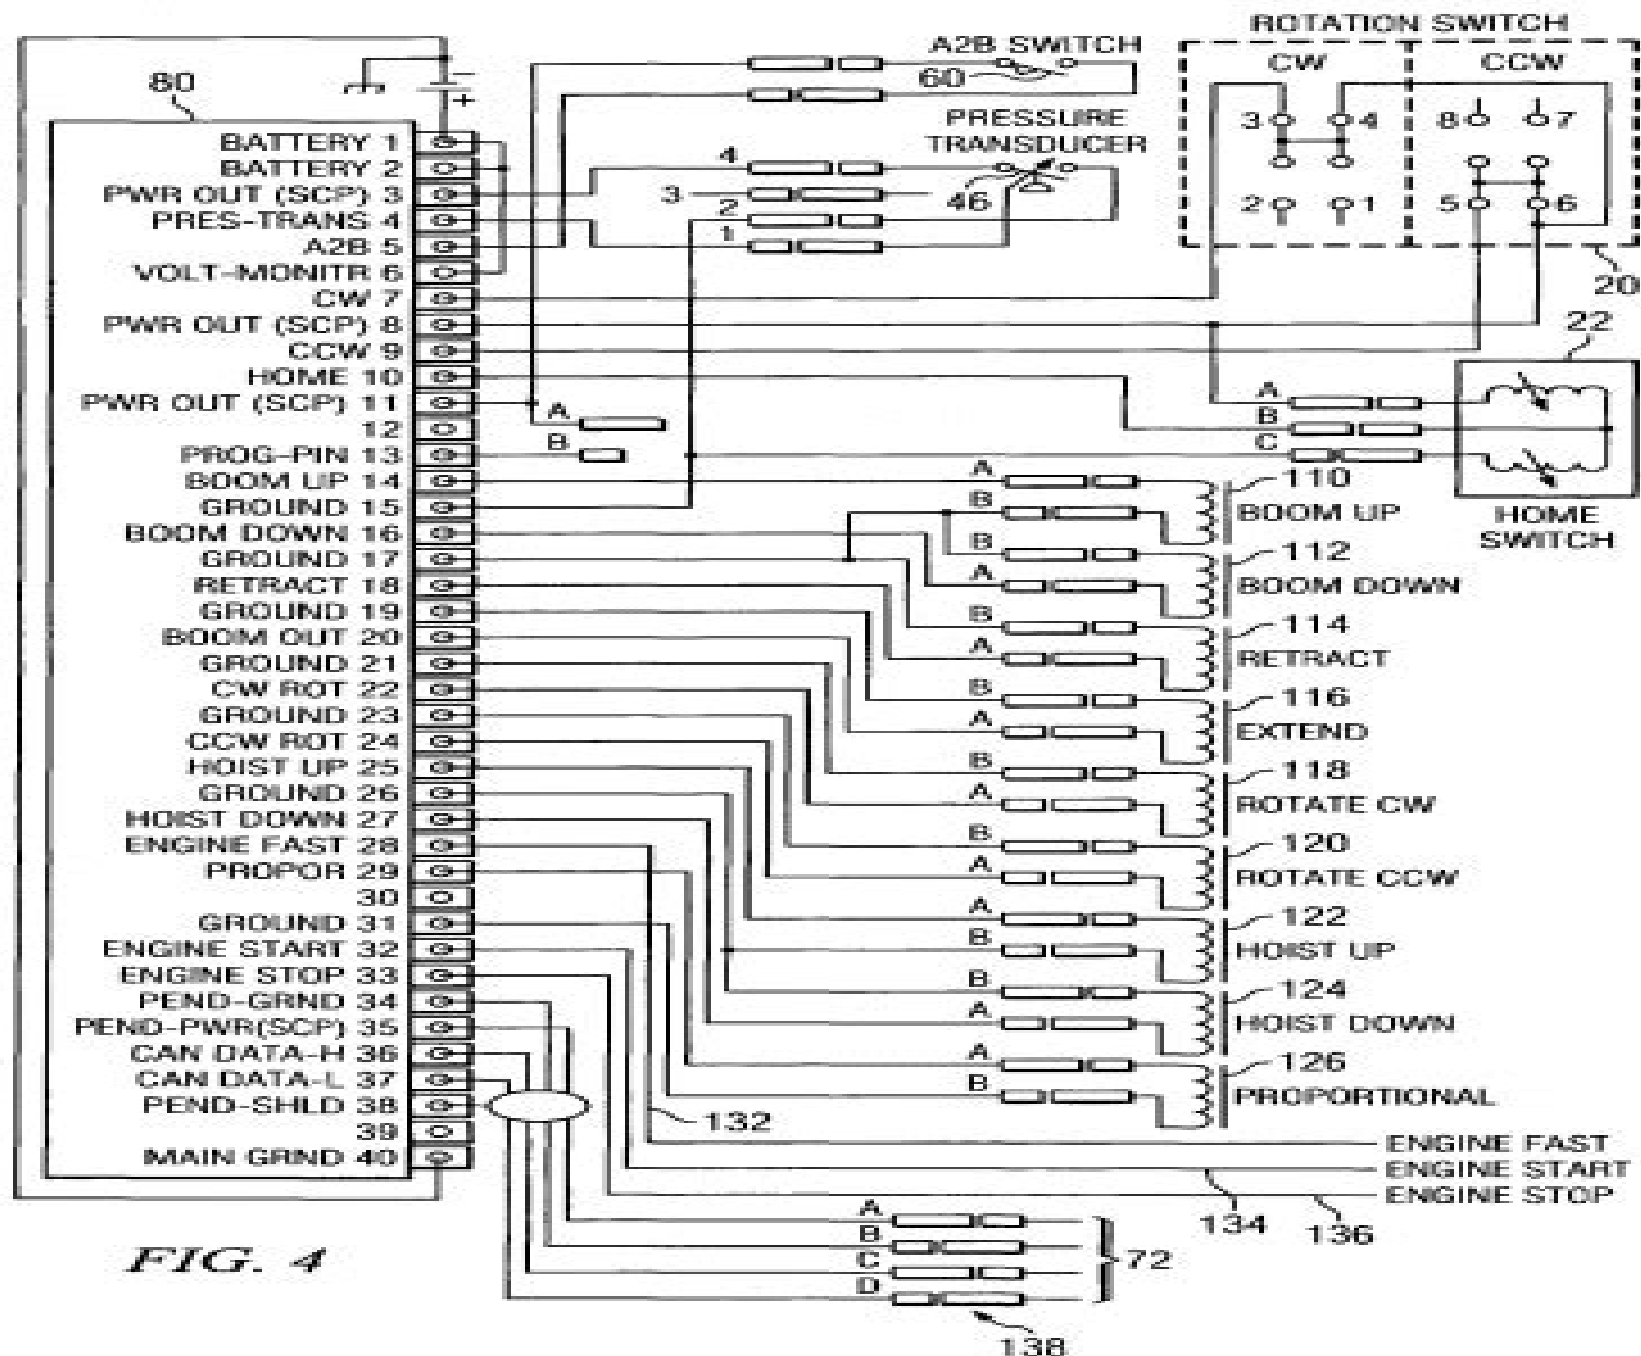 ROTATION SWITCH
A2B SWITCH
CW CCW
60
80
PRESSURE
TRANSDUCER
3 4 8 7
2 1 5 6
4
3
2
1
46
20
22
- +
BATTERY 1
BATTERY 2
PWR OUT (SCP) 3
PRES-TRANS 4
A2B 5
VOLT-MONITR 6
CW 7
PWR OUT (SCP) 8
CCW 9
HOME 10
PWR OUT (SCP) 11
12
PROG-PIN 13
BOOM UP 14
GROUND 15
BOOM DOWN 16
GROUND 17
RETRACT 18
GROUND 19
BOOM OUT 20
GROUND 21
CW ROT 22
GROUND 23
CCW ROT 24
HOIST UP 25
GROUND 26
HOIST DOWN 27
ENGINE FAST 28
PROPOR 29
30
GROUND 31
ENGINE START 32
ENGINE STOP 33
PEND-GRND 34
PEND-PWR(SCP) 35
CAN DATA-H 36
CAN DATA-L 37
PEND-SHLD 38
39
MAIN GRND 40
A
B
A
B
C
HOME
SWITCH
A
B
110
BOOM UP
B
A
112
BOOM DOWN
B
A
114
RETRACT
B
A
116
EXTEND
B
A
118
ROTATE CW
B
A
120
ROTATE CCW
A
B
122
HOIST UP
B
A
124
HOIST DOWN
A
B
126
PROPORTIONAL
132
ENGINE FAST
ENGINE START
ENGINE STOP
134
136
A
B
C
D
72
138
FIG. 4